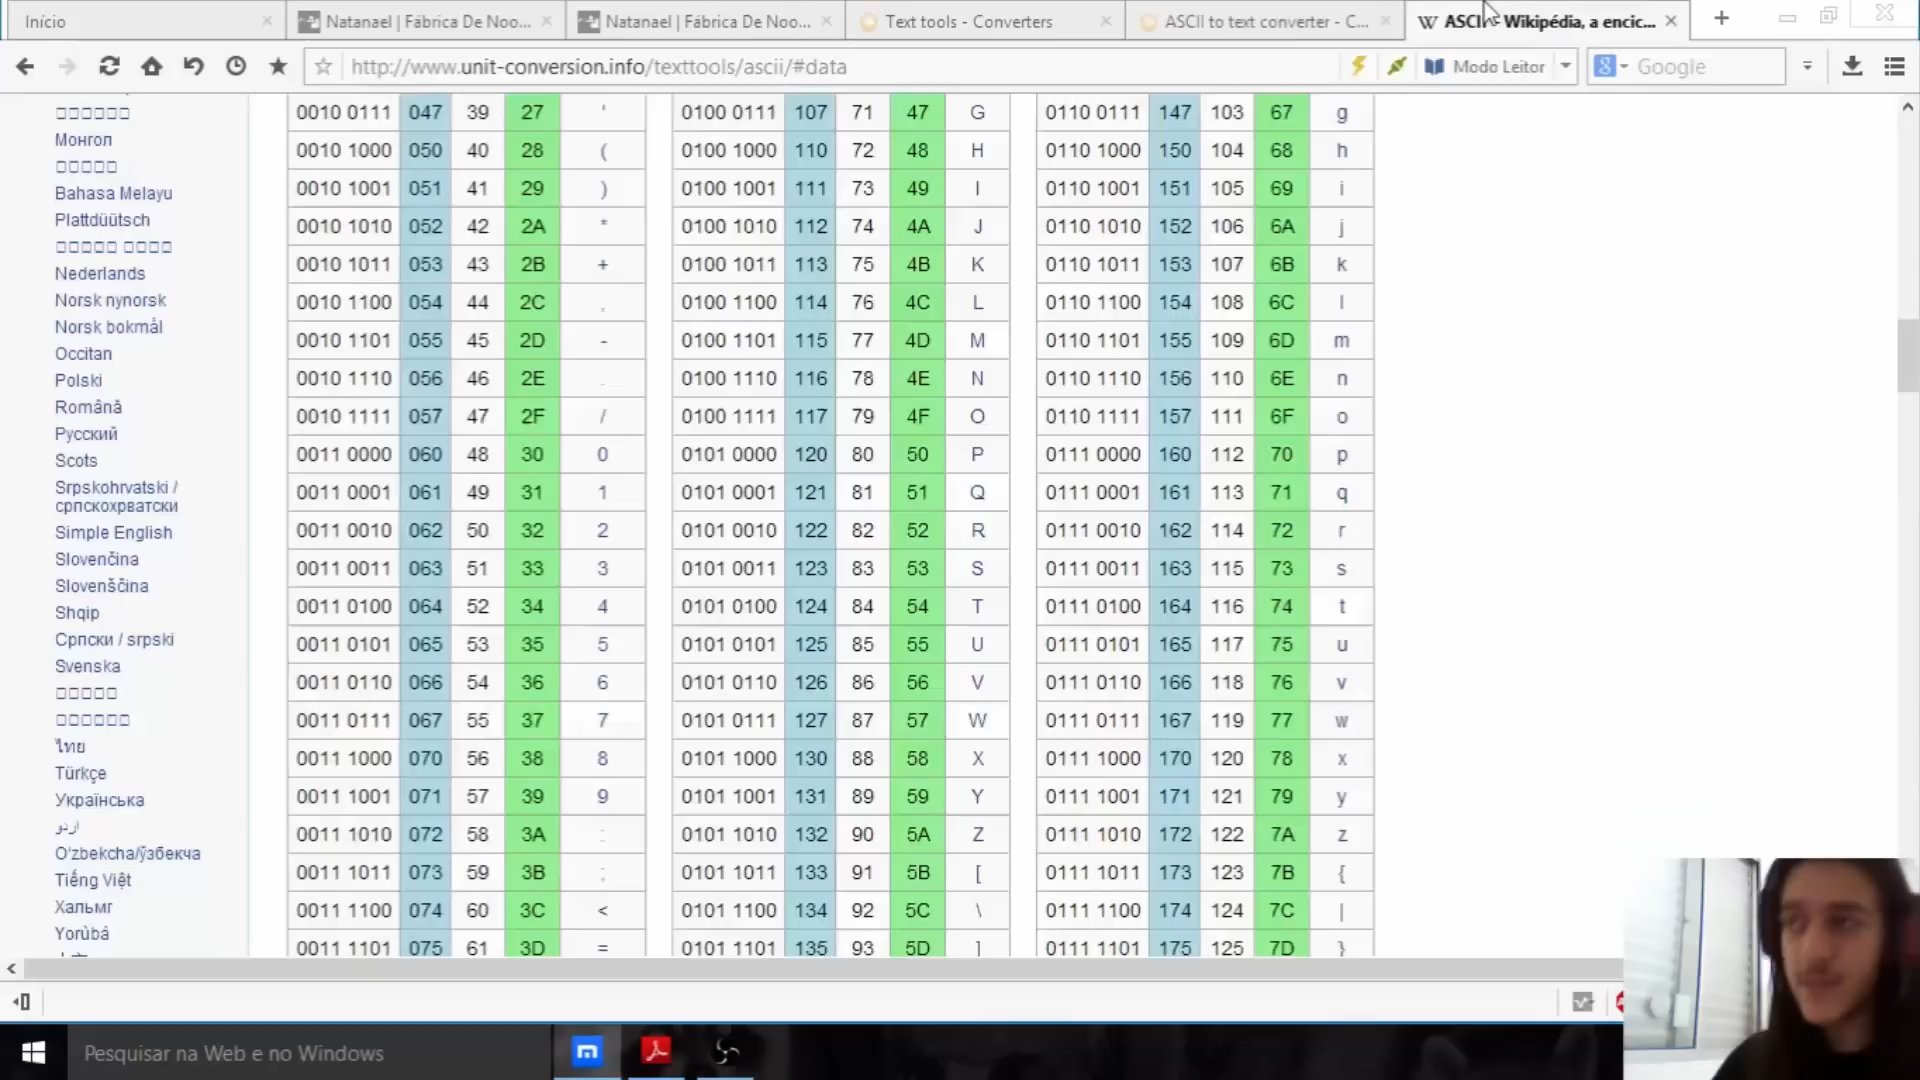 Início
Natanael | Fábrica De Noo...
Natanael | Fábrica De Noo...
Text tools - Converters
ASCII to text converter - C...
Wikipédia, a encic...
http://www.unit-conversion.info/texttools/ascii/#data
Modo Leitor
Google
Монгол
Bahasa Melayu
Plattdüütsch
Nederlands
Norsk nynorsk
Norsk bokmål
Occitan
Polski
Română
Русский
Scots
Srpskohrvatski /
српскохрватски
Simple English
Slovenčina
Slovenščina
Shqip
Српски / srpski
Svenska
ไทย
Türkçe
Українська
اردو
O'zbekcha/ўзбекча
Tiếng Việt
Хальмг
Yorùbá
0010 0111 047 39 27 ' 0100 0111 107 71 47 G 0110 0111 147 103 67 g
0010 1000 050 40 28 ( 0100 1000 110 72 48 H 0110 1000 150 104 68 h
0010 1001 051 41 29 ) 0100 1001 111 73 49 I 0110 1001 151 105 69 i
0010 1010 052 42 2A * 0100 1010 112 74 4A J 0110 1010 152 106 6A j
0010 1011 053 43 2B + 0100 1011 113 75 4B K 0110 1011 153 107 6B k
0010 1100 054 44 2C , 0100 1100 114 76 4C L 0110 1100 154 108 6C l
0010 1101 055 45 2D - 0100 1101 115 77 4D M 0110 1101 155 109 6D m
0010 1110 056 46 2E . 0100 1110 116 78 4E N 0110 1110 156 110 6E n
0010 1111 057 47 2F / 0100 1111 117 79 4F O 0110 1111 157 111 6F o
0011 0000 060 48 30 0 0101 0000 120 80 50 P 0111 0000 160 112 70 p
0011 0001 061 49 31 1 0101 0001 121 81 51 Q 0111 0001 161 113 71 q
0011 0010 062 50 32 2 0101 0010 122 82 52 R 0111 0010 162 114 72 r
0011 0011 063 51 33 3 0101 0011 123 83 53 S 0111 0011 163 115 73 s
0011 0100 064 52 34 4 0101 0100 124 84 54 T 0111 0100 164 116 74 t
0011 0101 065 53 35 5 0101 0101 125 85 55 U 0111 0101 165 117 75 u
0011 0110 066 54 36 6 0101 0110 126 86 56 V 0111 0110 166 118 76 v
0011 0111 067 55 37 7 0101 0111 127 87 57 W 0111 0111 167 119 77 w
0011 1000 070 56 38 8 0101 1000 130 88 58 X 0111 1000 170 120 78 x
0011 1001 071 57 39 9 0101 1001 131 89 59 Y 0111 1001 171 121 79 y
0011 1010 072 58 3A : 0101 1010 132 90 5A Z 0111 1010 172 122 7A z
0011 1011 073 59 3B ; 0101 1011 133 91 5B [ 0111 1011 173 123 7B {
0011 1100 074 60 3C < 0101 1100 134 92 5C \ 0111 1100 174 124 7C |
0011 1101 075 61 3D = 0101 1101 135 93 5D ] 0111 1101 175 125 7D }
Pesquisar na Web e no Windows